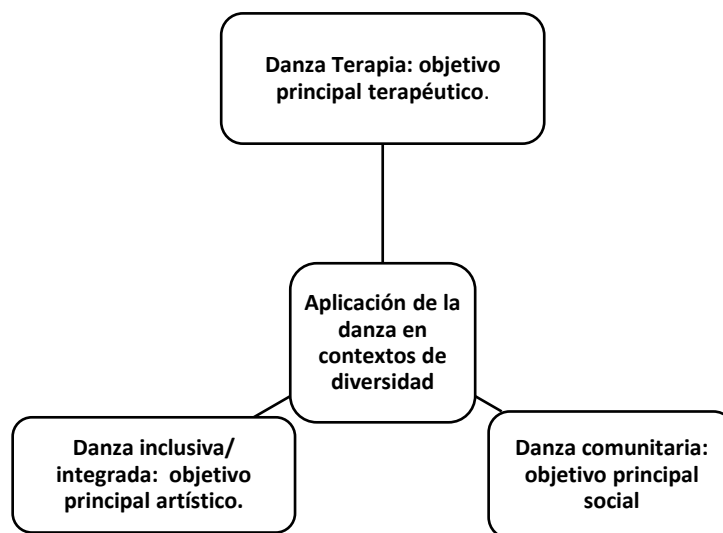 Danza Terapia: objetivo
principal terapéutico.
Aplicación de la
danza en
contextos de
diversidad
Danza inclusiva/
integrada: objetivo
principal artístico.
Danza comunitaria:
objetivo principal
social